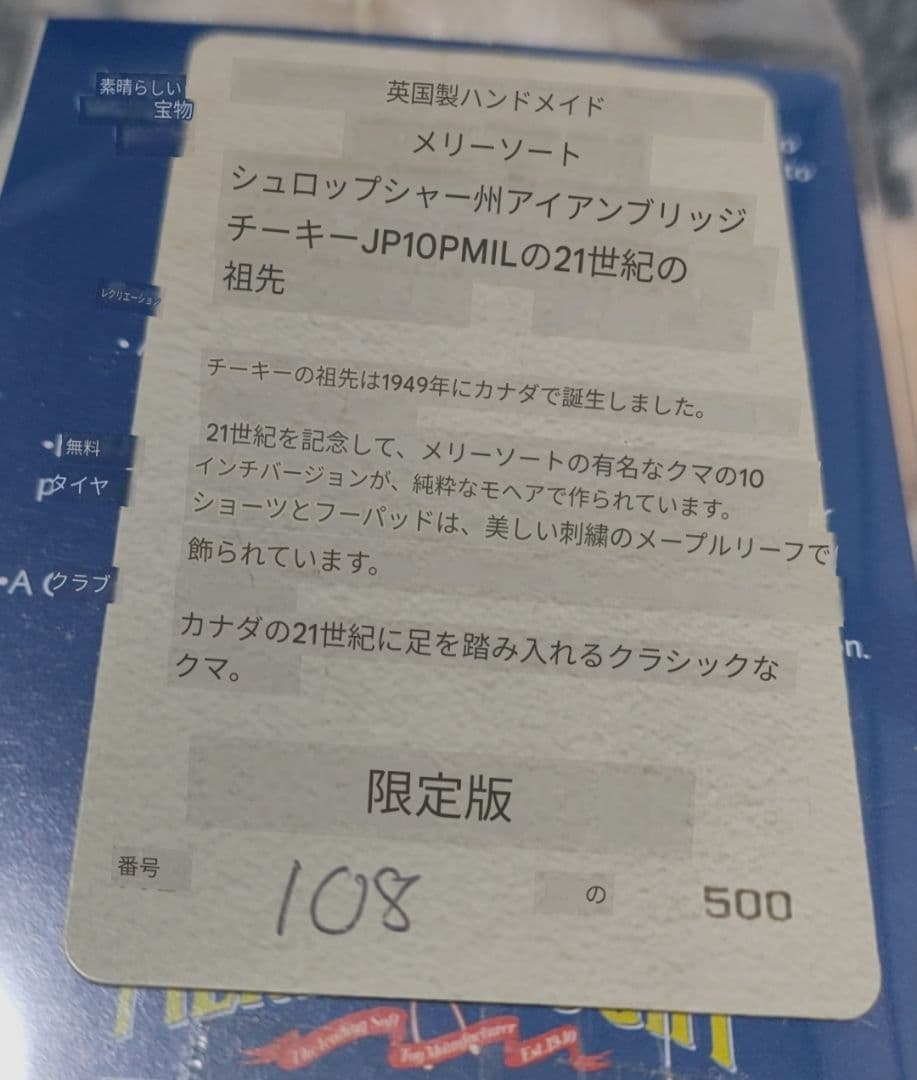 素晴らしい
宝物
レクリエーション
無料
タイヤ
•A (クラブ
n.
英国製ハンドメイド
メリーソート
シュロップシャー州アイアンブリッジ
チーキーJP10PMILの21世紀の
祖先
チーキーの祖先は1949年にカナダで誕生しました。
21世紀を記念して、メリーソートの有名なクマの10
インチバージョンが、純粋なモヘアで作られています。
ショーツとフーパッドは、美しい刺繍のメープルリーフで
飾られています。
カナダの21世紀に足を踏み入れるクラシックな
クマ。
限定版
番号 108 の 500
The leading Soft
Toy Manufacturer
Est. 1930